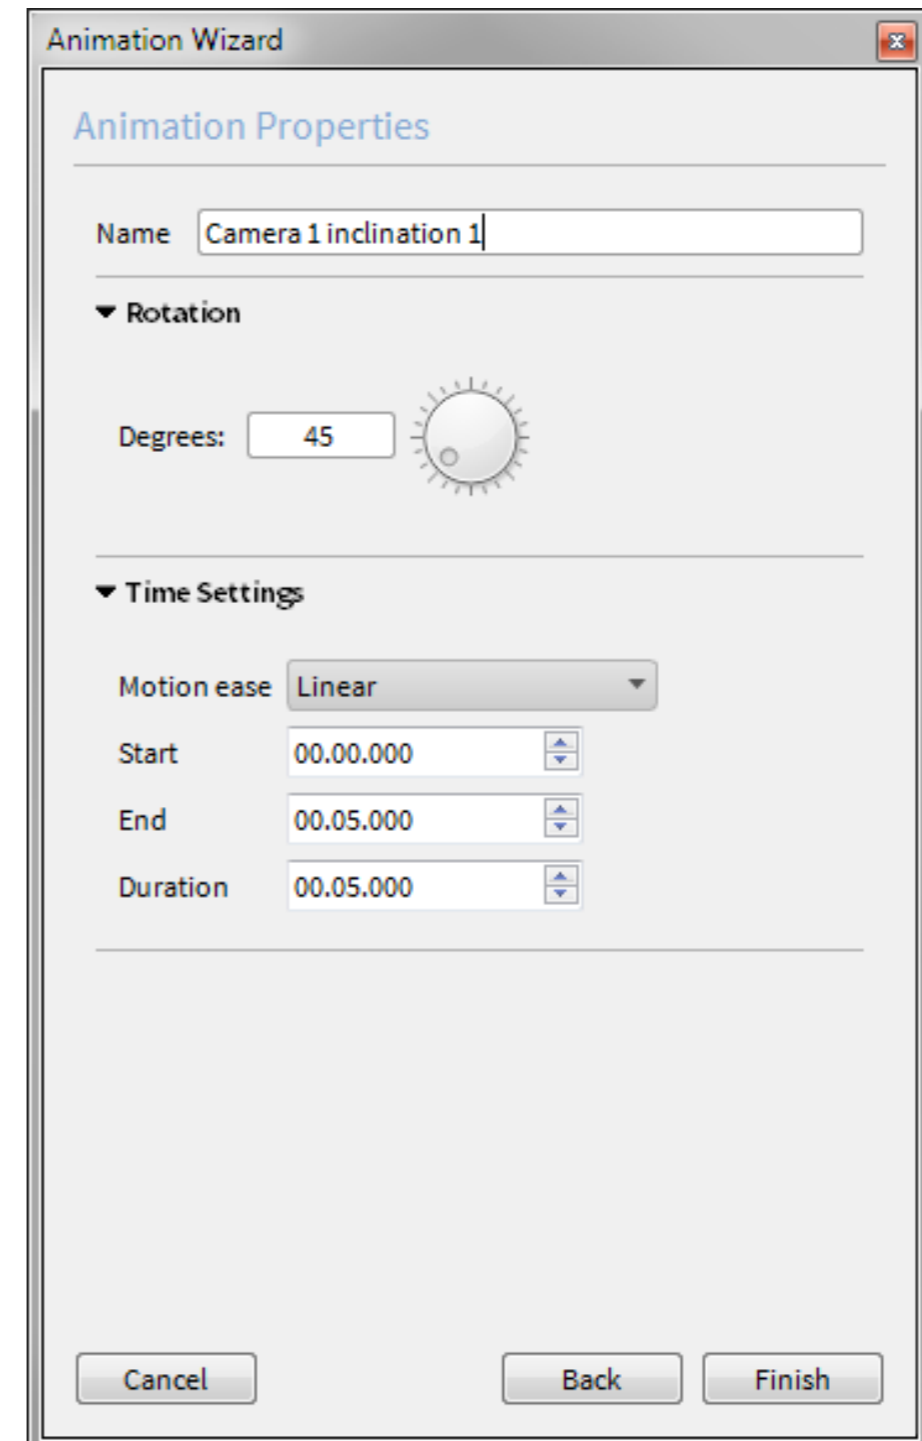 Animation Wizard
Animation Properties
Name Camera 1 inclination 1
Rotation
Degrees: 45
Time Settings
Motion ease Linear
Start 00.00.000
End 00.05.000
Duration 00.05.000
Cancel Back Finish